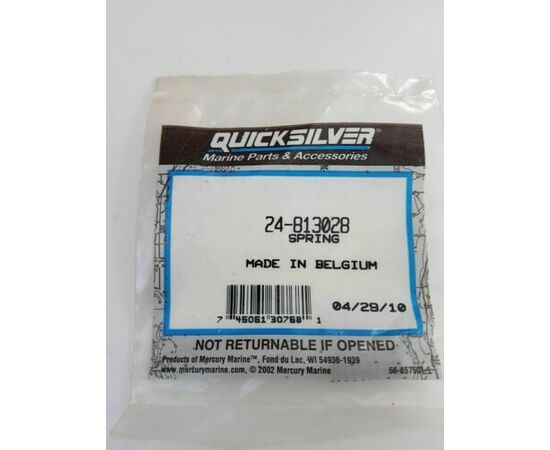 QUICKSILVER®
Marine Parts & Accessories
24-813028
SPRING
MADE IN BELGIUM
7 45061 30768 1
04/29/10
NOT RETURNABLE IF OPENED
Products of Mercury Marine™, Fond du Lac, WI 54936-1939
www.mercurymarine.com, © 2002 Mercury Marine